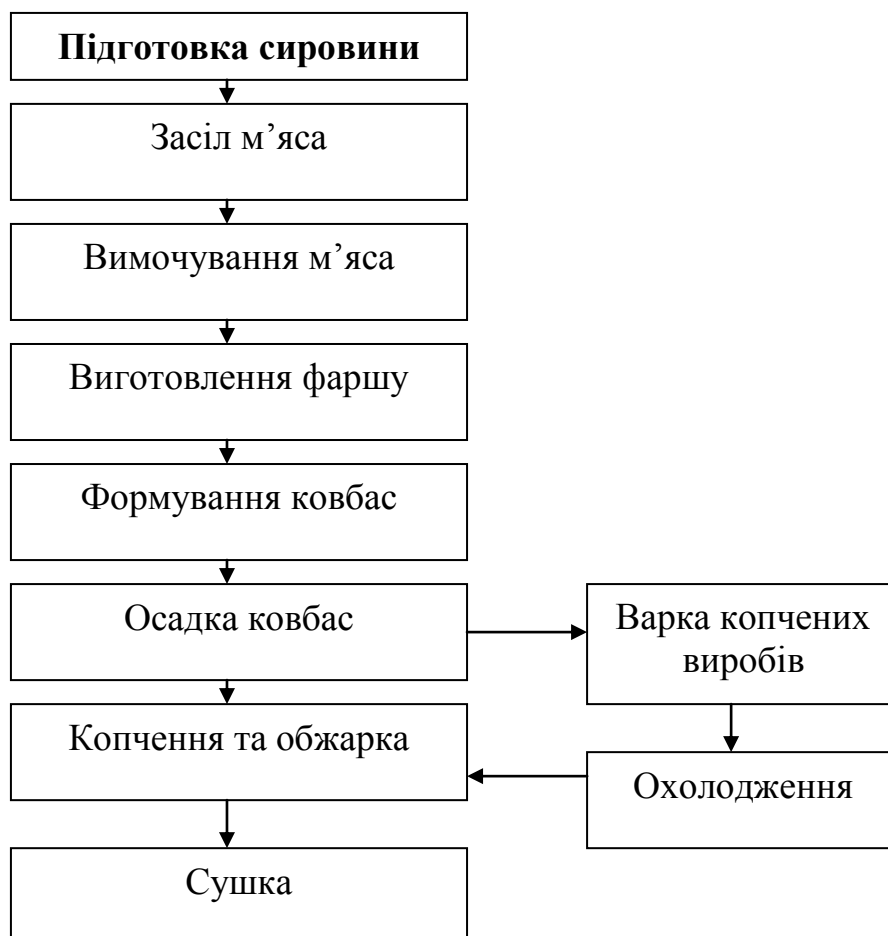 Підготовка сировини
Засіл м’яса
Вимочування м’яса
Виготовлення фаршу
Формування ковбас
Осадка ковбас
Варка копчених
виробів
Копчення та обжарка
Охолодження
Сушка